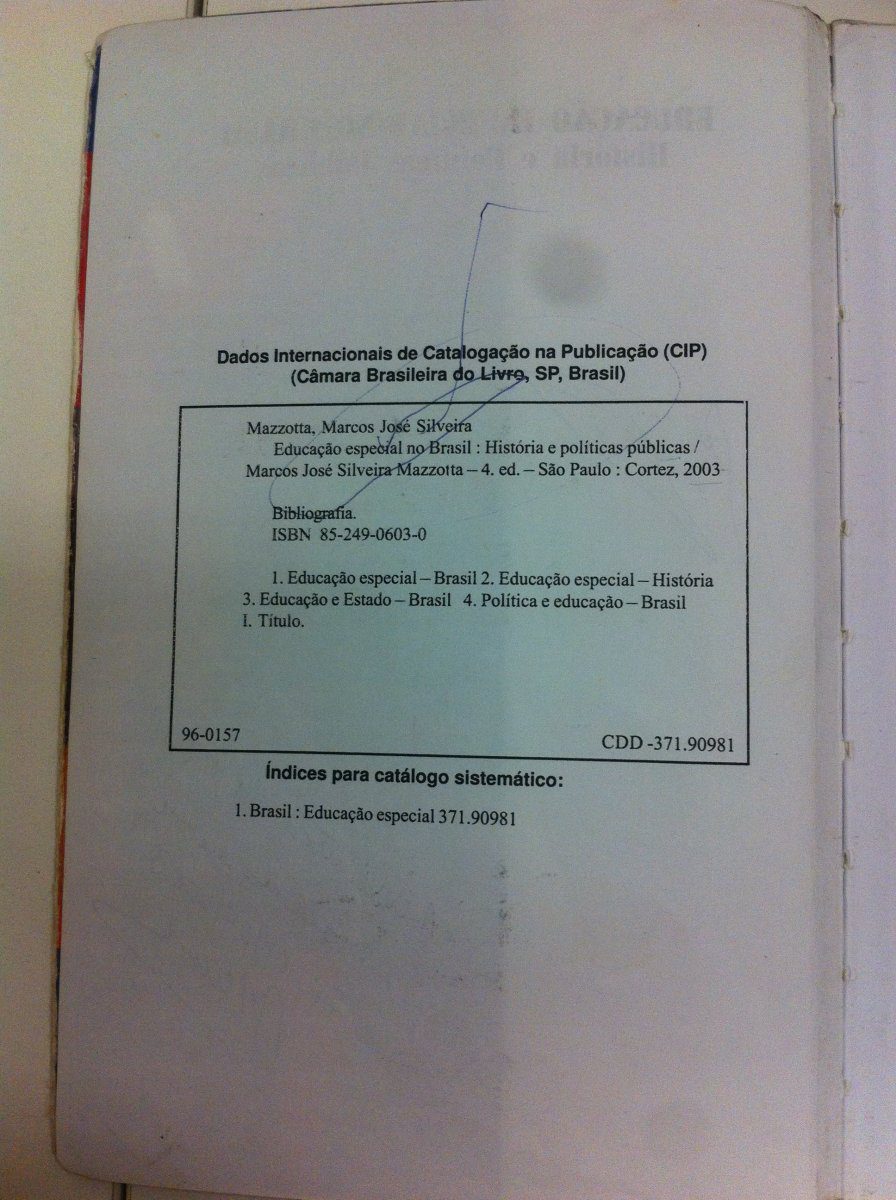 Dados Internacionais de Catalogação na Publicação (CIP)
(Câmara Brasileira do Livro, SP, Brasil)
Mazzotta, Marcos José Silveira
Educação especial no Brasil : História e políticas públicas /
Marcos José Silveira Mazzotta – 4. ed. – São Paulo : Cortez, 2003
Bibliografia.
ISBN 85-249-0603-0
1. Educação especial – Brasil 2. Educação especial – História
3. Educação e Estado – Brasil 4. Política e educação – Brasil
I. Título.
96-0157
CDD -371.90981
Índices para catálogo sistemático:
1. Brasil : Educação especial 371.90981